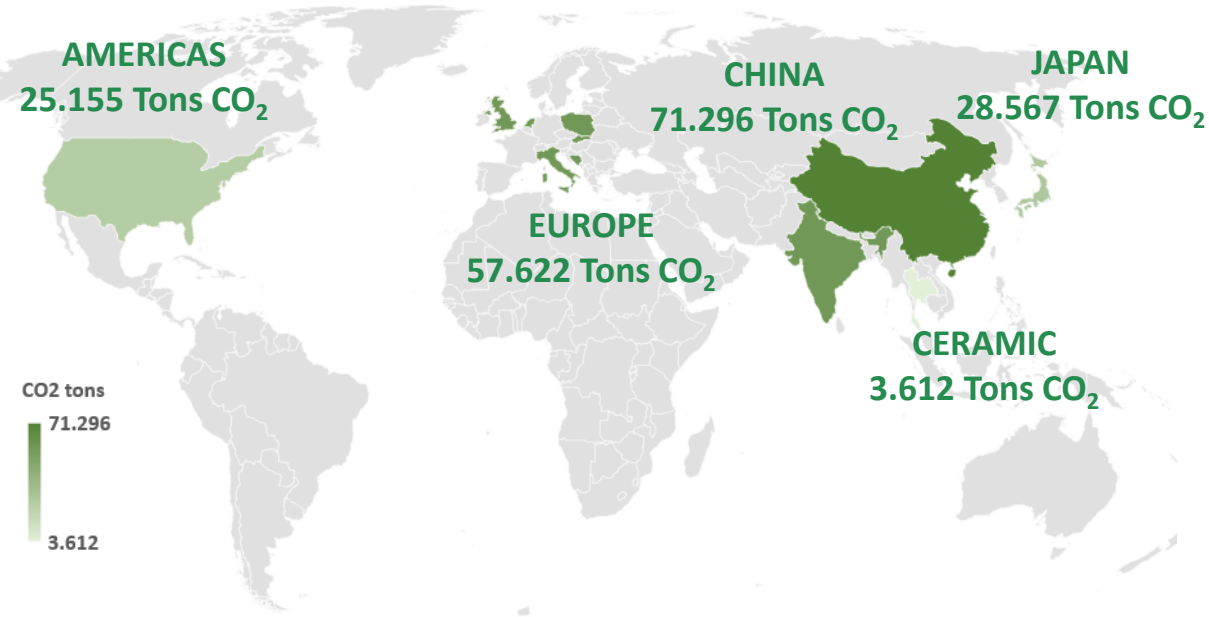 AMERICAS
25.155 Tons CO₂
CHINA
71.296 Tons CO₂
JAPAN
28.567 Tons CO₂
EUROPE
57.622 Tons CO₂
CERAMIC
3.612 Tons CO₂
CO2 tons
71.296
3.612